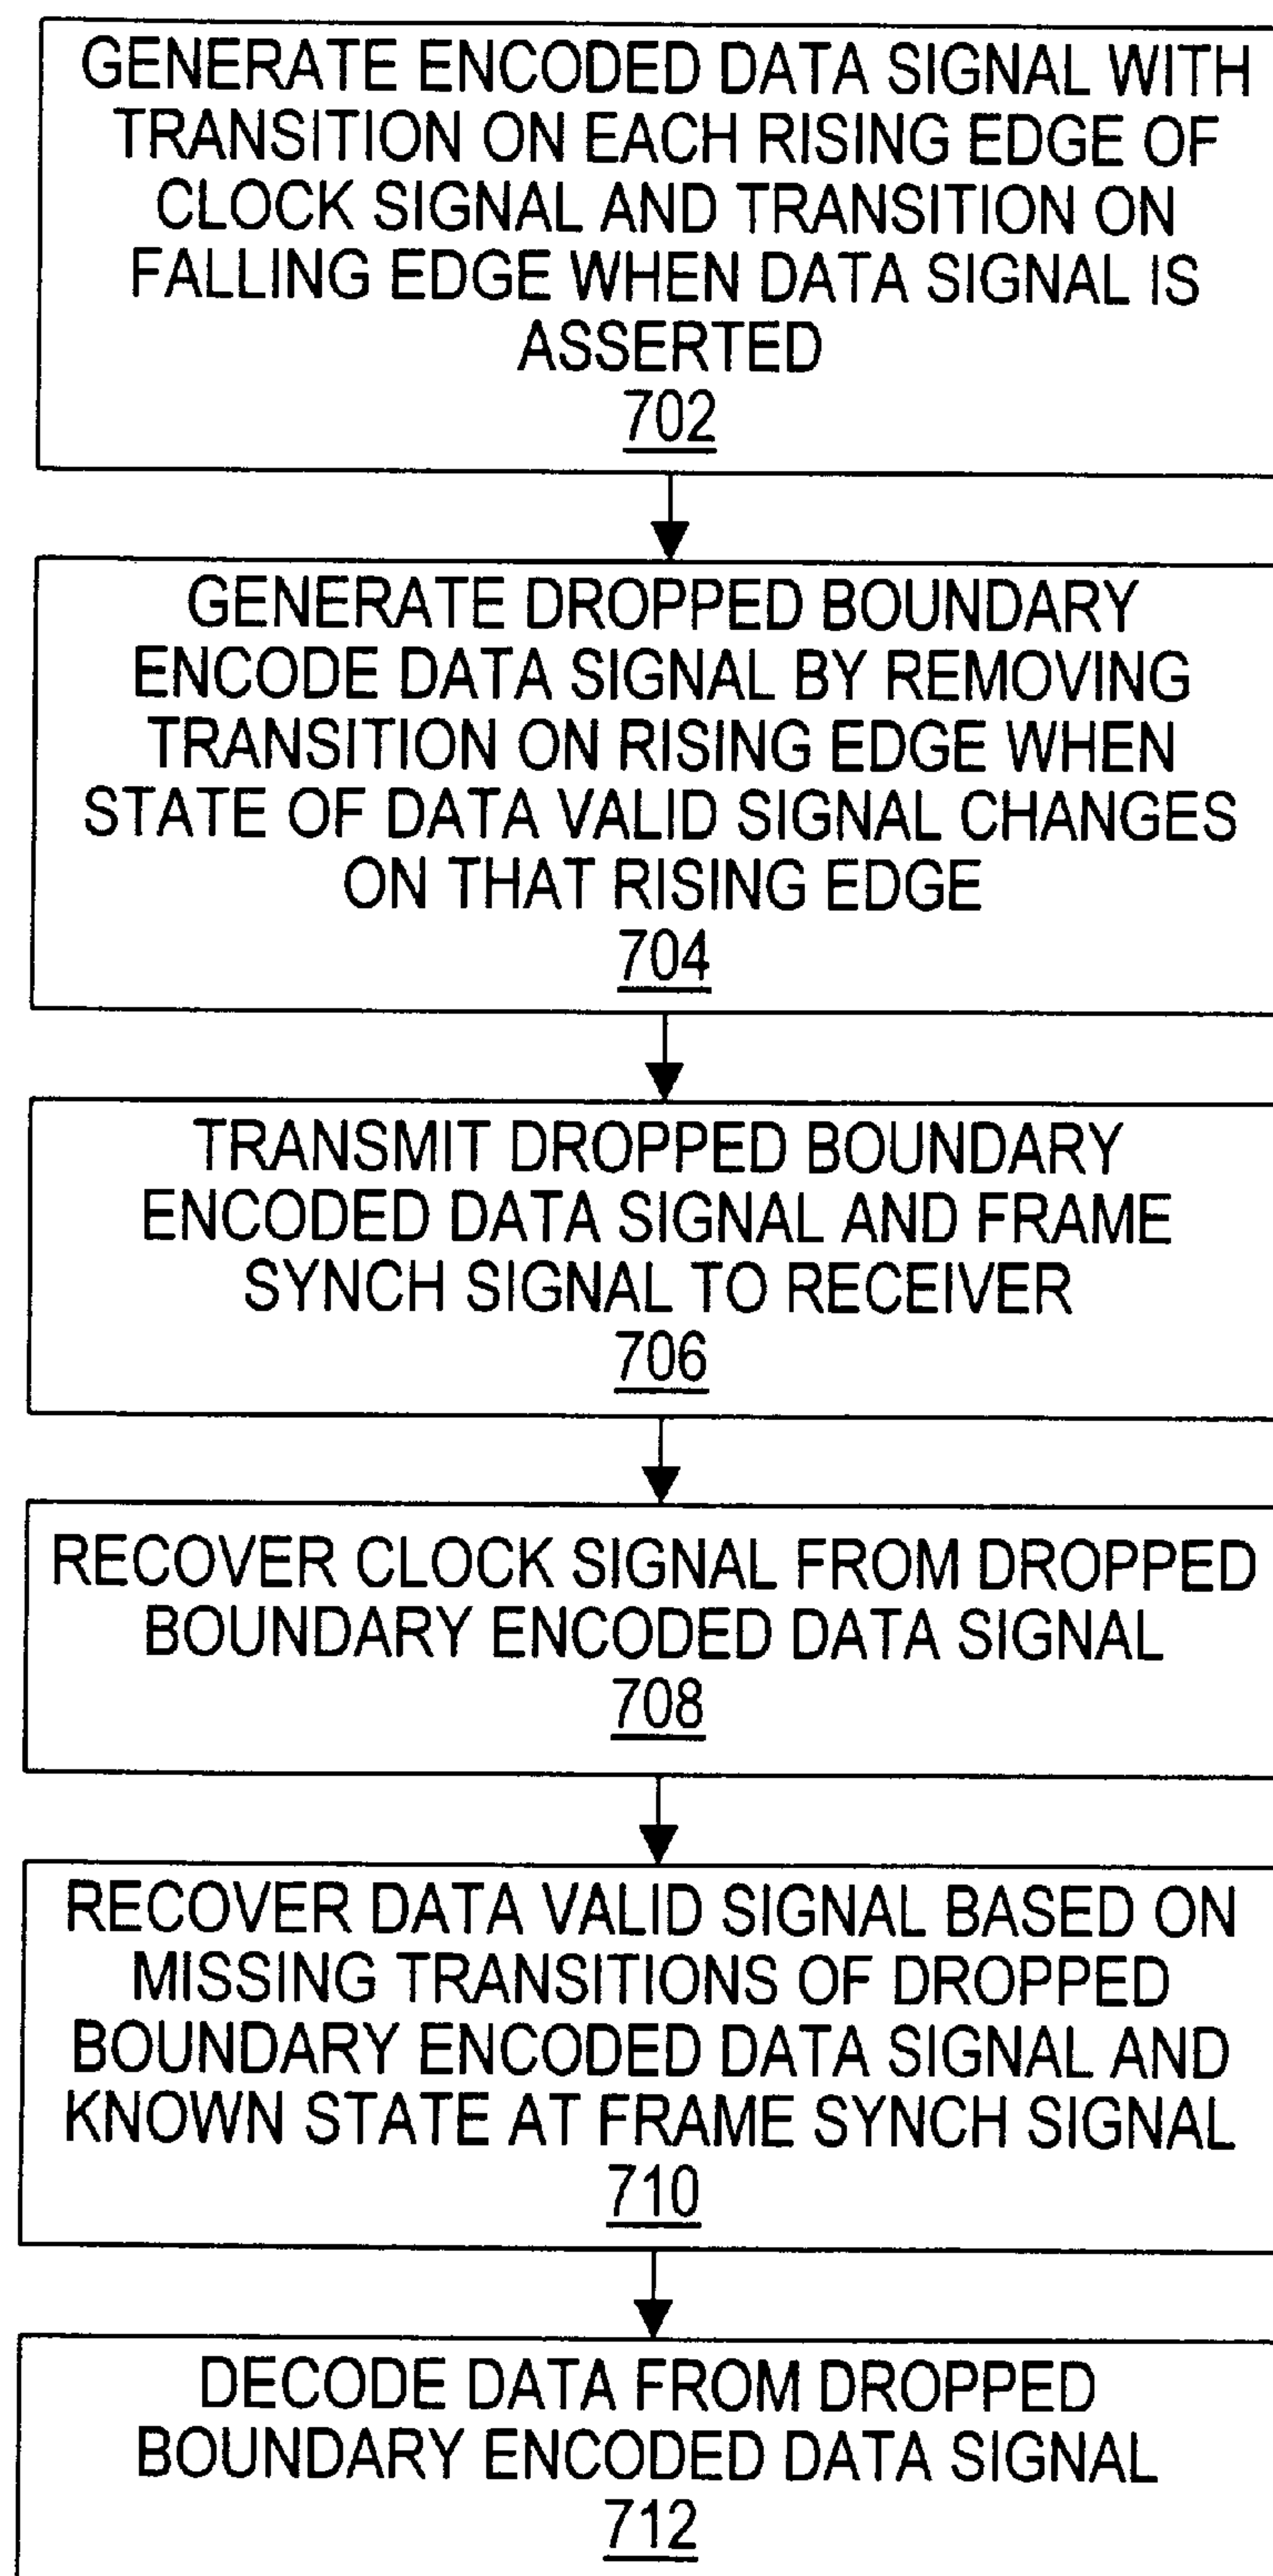 GENERATE ENCODED DATA SIGNAL WITH
TRANSITION ON EACH RISING EDGE OF
CLOCK SIGNAL AND TRANSITION ON
FALLING EDGE WHEN DATA SIGNAL IS
ASSERTED
702
GENERATE DROPPED BOUNDARY
ENCODE DATA SIGNAL BY REMOVING
TRANSITION ON RISING EDGE WHEN
STATE OF DATA VALID SIGNAL CHANGES
ON THAT RISING EDGE
704
TRANSMIT DROPPED BOUNDARY
ENCODED DATA SIGNAL AND FRAME
SYNCH SIGNAL TO RECEIVER
706
RECOVER CLOCK SIGNAL FROM DROPPED
BOUNDARY ENCODED DATA SIGNAL
708
RECOVER DATA VALID SIGNAL BASED ON
MISSING TRANSITIONS OF DROPPED
BOUNDARY ENCODED DATA SIGNAL AND
KNOWN STATE AT FRAME SYNCH SIGNAL
710
DECODE DATA FROM DROPPED
BOUNDARY ENCODED DATA SIGNAL
712